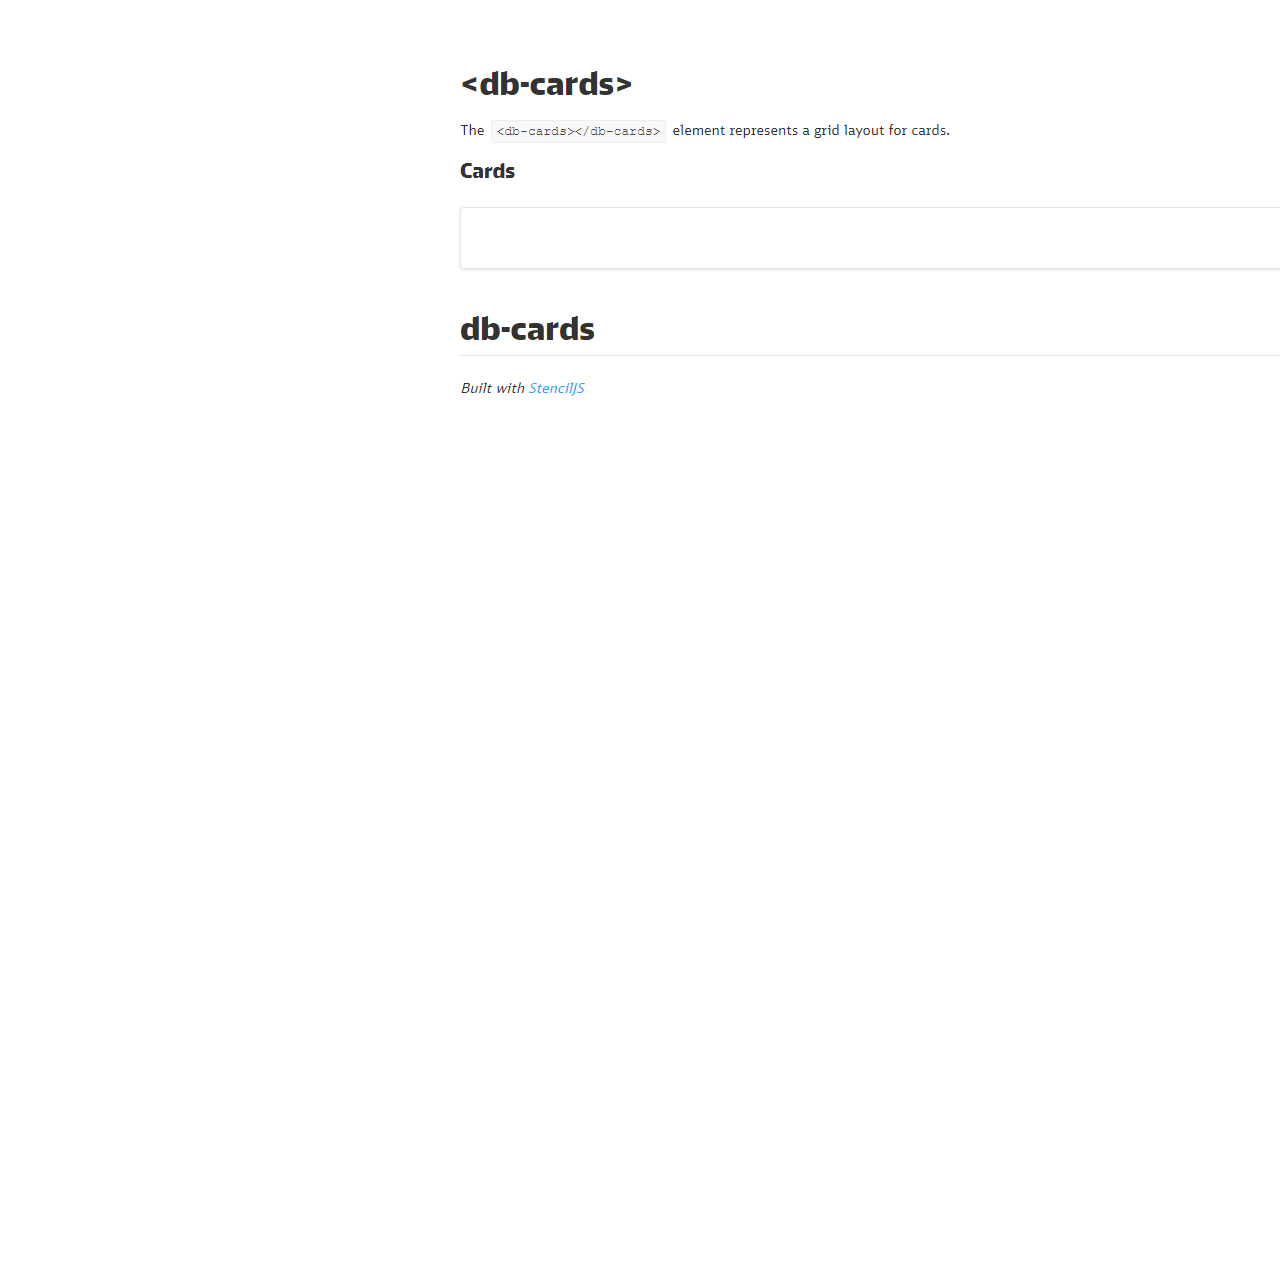 <db-cards>
The <db-cards></db-cards> element represents a grid layout for cards.
Cards
db-cards
Built with StencilJS